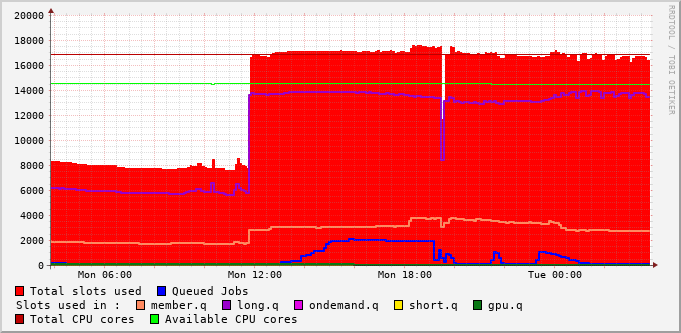 20000
18000
16000
14000
12000
10000
8000
6000
4000
2000
0
Mon 06:00 Mon 12:00 Mon 18:00 Tue 00:00
RRDTOOL / TOBI OETIKER
Total slots used Queued Jobs
Slots used in : member.q long.q ondemand.q short.q gpu.q
Total CPU cores Available CPU cores